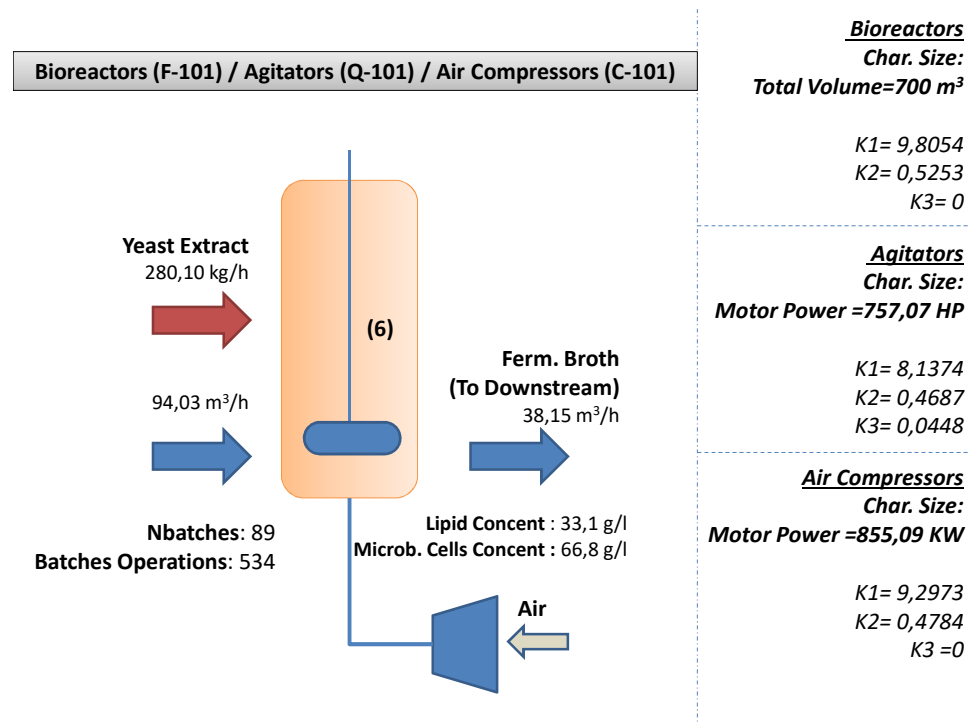 Bioreactors (F-101) / Agitators (Q-101) / Air Compressors (C-101)
Yeast Extract
280,10 kg/h
94,03 m³/h
(6)
Ferm. Broth
(To Downstream)
38,15 m³/h
Nbatches: 89
Batches Operations: 534
Lipid Concent : 33,1 g/l
Microb. Cells Concent : 66,8 g/l
Air
Bioreactors
Char. Size:
Total Volume=700 m³
K1= 9,8054
K2= 0,5253
K3= 0
Agitators
Char. Size:
Motor Power =757,07 HP
K1= 8,1374
K2= 0,4687
K3= 0,0448
Air Compressors
Char. Size:
Motor Power =855,09 KW
K1= 9,2973
K2= 0,4784
K3 =0